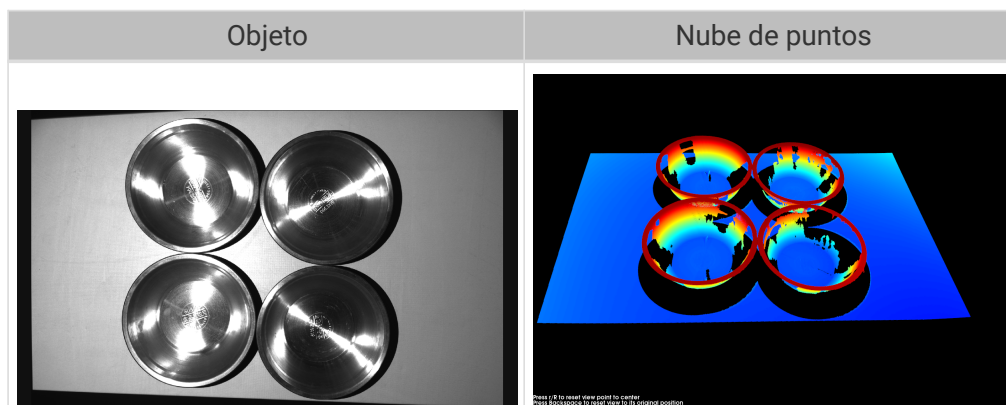 Objeto
Nube de puntos
Press r/R to reset view point to center
Press Backspace to reset view to its original position